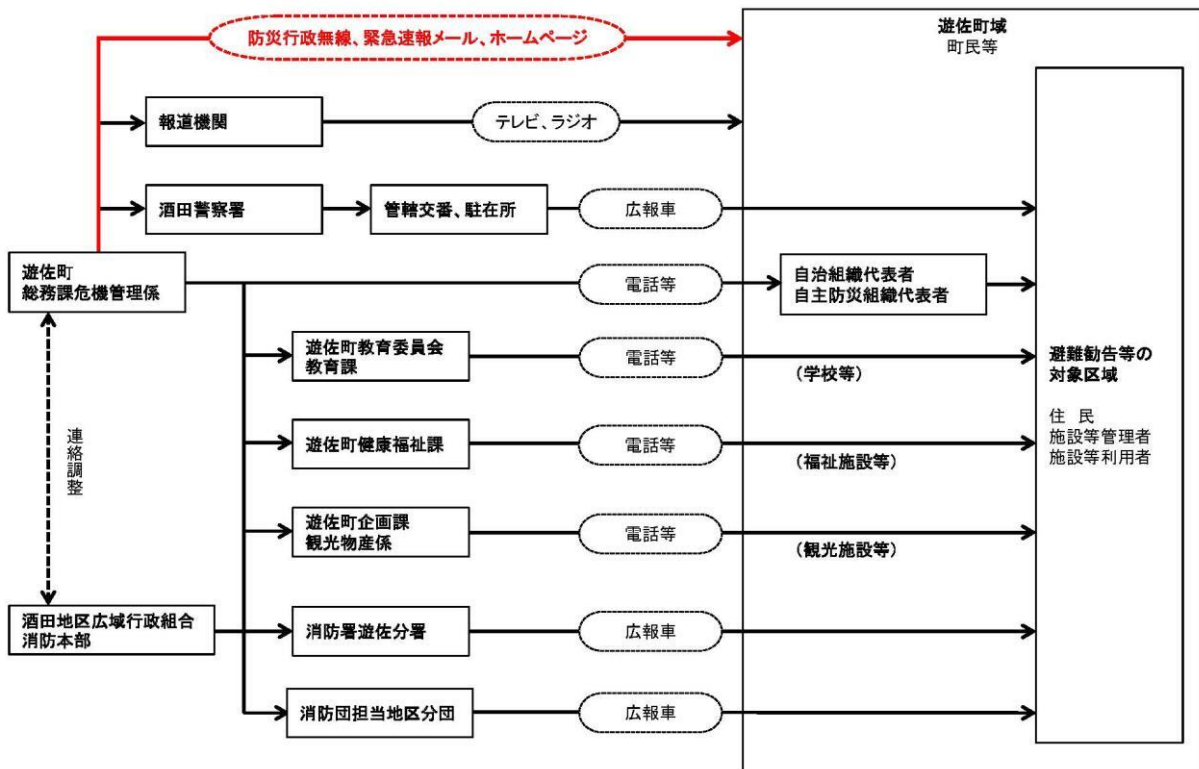 防災行政無線、緊急速報メール、ホームページ
遊佐町域
町民等
報道機関
テレビ、ラジオ
酒田警察署
管轄交番、駐在所
広報車
遊佐町
総務課危機管理係
電話等
自治組織代表者
自主防災組織代表者
遊佐町教育委員会
教育課
電話等
(学校等)
避難勧告等の
対象区域
住 民
施設等管理者
施設等利用者
連絡調整
遊佐町健康福祉課
電話等
(福祉施設等)
遊佐町企画課
観光物産係
電話等
(観光施設等)
酒田地区広域行政組合
消防本部
消防署遊佐分署
広報車
消防団担当地区分団
広報車